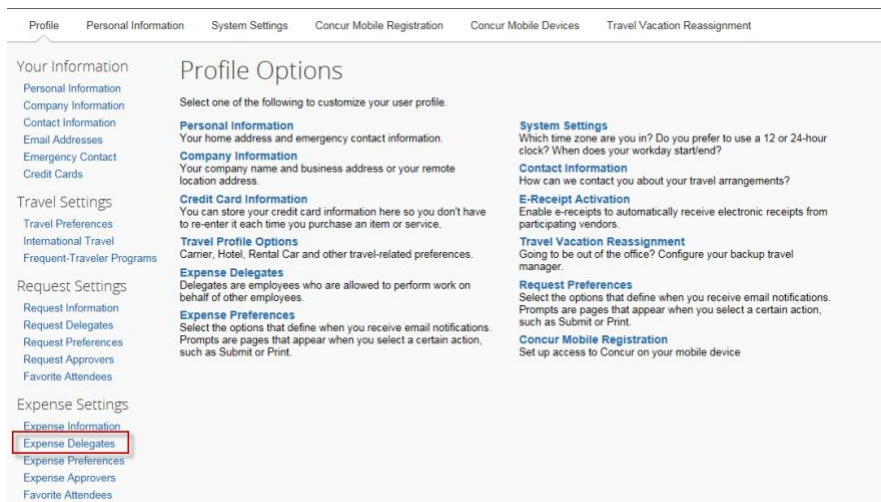 Profile Personal Information System Settings Concur Mobile Registration Concur Mobile Devices Travel Vacation Reassignment
Your Information
Personal Information
Company Information
Contact Information
Email Addresses
Emergency Contact
Credit Cards
Travel Settings
Travel Preferences
International Travel
Frequent-Traveler Programs
Request Settings
Request Information
Request Delegates
Request Preferences
Request Approvers
Favorite Attendees
Expense Settings
Expense Information
Expense Delegates
Expense Preferences
Expense Approvers
Favorite Attendees
Profile Options
Select one of the following to customize your user profile.
Personal Information
Your home address and emergency contact information.
Company Information
Your company name and business address or your remote
location address.
Credit Card Information
You can store your credit card information here so you don't have
to re-enter it each time you purchase an item or service.
Travel Profile Options
Carrier, Hotel, Rental Car and other travel-related preferences.
Expense Delegates
Delegates are employees who are allowed to perform work on
behalf of other employees.
Expense Preferences
Select the options that define when you receive email notifications.
Prompts are pages that appear when you select a certain action,
such as Submit or Print.
System Settings
Which time zone are you in? Do you prefer to use a 12 or 24-hour
clock? When does your workday start/end?
Contact Information
How can we contact you about your travel arrangements?
E-Receipt Activation
Enable e-receipts to automatically receive electronic receipts from
participating vendors.
Travel Vacation Reassignment
Going to be out of the office? Configure your backup travel
manager.
Request Preferences
Select the options that define when you receive email notifications.
Prompts are pages that appear when you select a certain action,
such as Submit or Print.
Concur Mobile Registration
Set up access to Concur on your mobile device